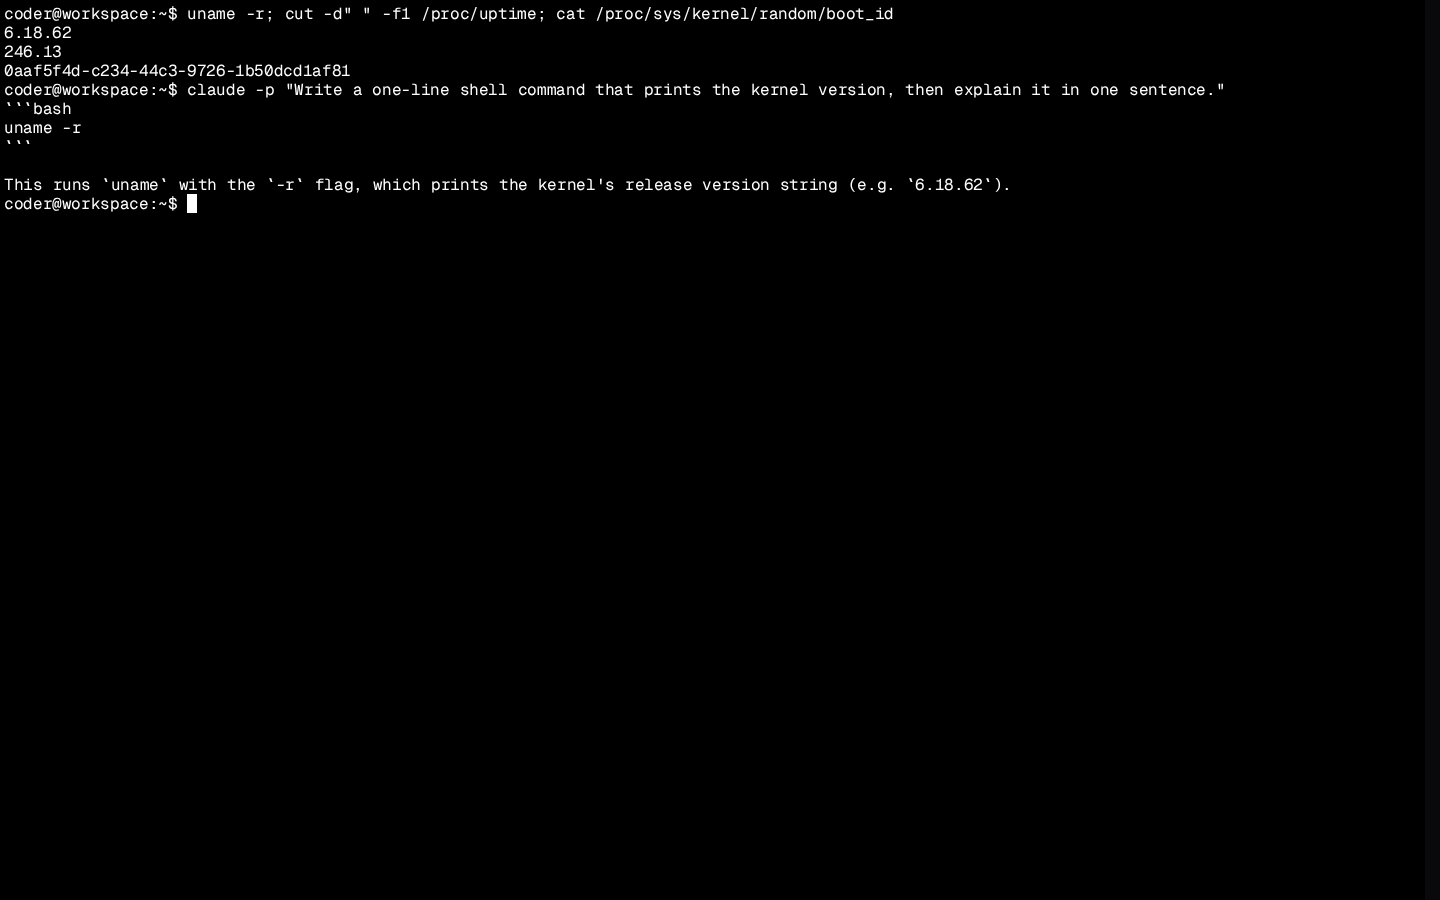 coder@workspace:~$ uname -r; cut -d" " -f1 /proc/uptime; cat /proc/sys/kernel/random/boot_id
6.18.62
246.13
0aaf5f4d-c234-44c3-9726-1b50dcd1af81
coder@workspace:~$ claude -p "Write a one-line shell command that prints the kernel version, then explain it in one sentence."
```bash
uname -r
```
This runs `uname` with the `-r` flag, which prints the kernel's release version string (e.g. `6.18.62`).
coder@workspace:~$